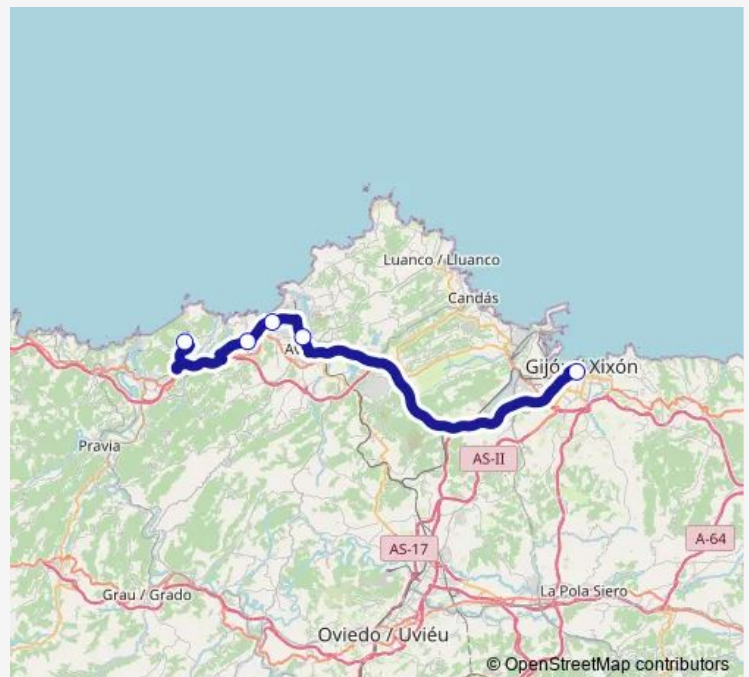 Luanco / Lluanco
Candás
Gijón / Xixón
Pravia
AS-II
AS-17
A-64
Grau / Grado
La Pola Siero
Oviedo / Uviéu
© OpenStreetMap contributors